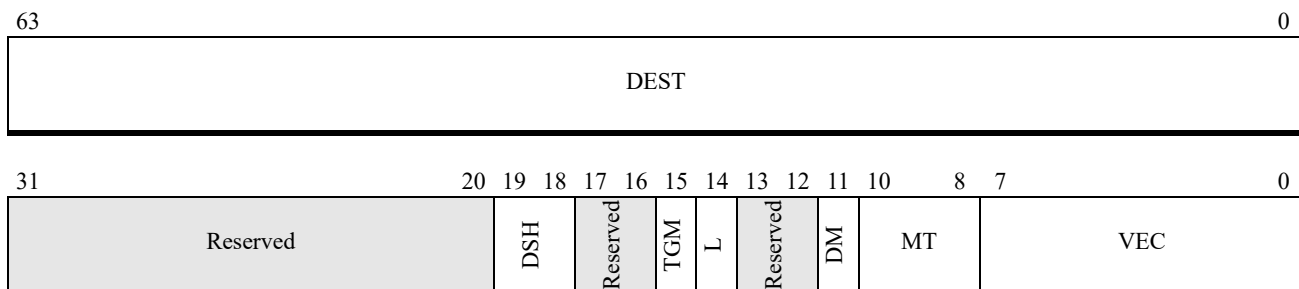 63 0
DEST
31 20 19 18 17 16 15 14 13 12 11 10 8 7 0
Reserved DSH Reserved TGM L Reserved DM MT VEC